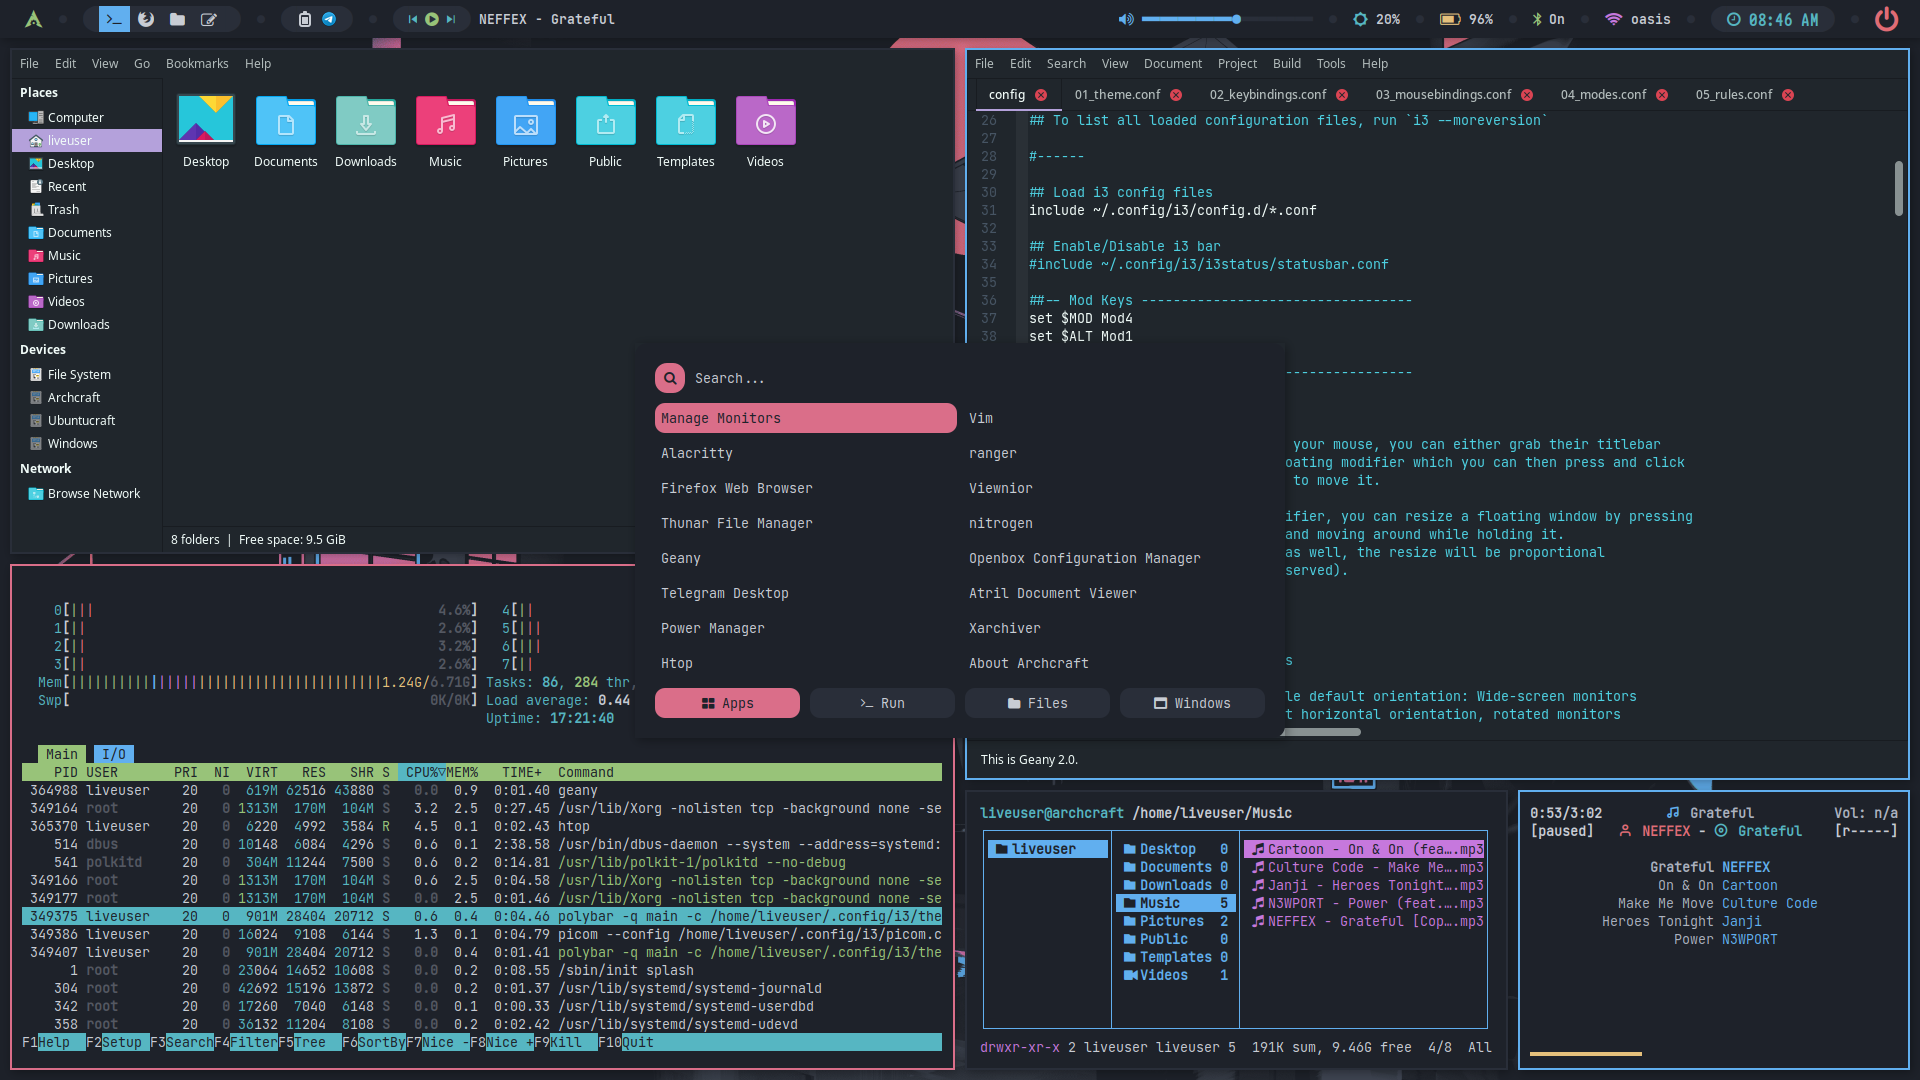 NEFFEX - Grateful
20%
96%
On
oasis
08:46 AM
File Edit View Go Bookmarks Help
Places
Computer
liveuser
Desktop
Recent
Trash
Documents
Music
Pictures
Videos
Downloads
Devices
File System
Archcraft
Ubuntucraft
Windows
Network
Browse Network
Desktop Documents Downloads Music Pictures Public Templates Videos
8 folders | Free space: 9.5 GiB
File Edit Search View Document Project Build Tools Help
config 01_theme.conf 02_keybindings.conf 03_mousebindings.conf 04_modes.conf 05_rules.conf
26 ## To list all loaded configuration files, run `i3 --moreversion`
27
28 #------
29
30 ## Load i3 config files
31 include ~/.config/i3/config.d/*.conf
32
33 ## Enable/Disable i3 bar
34 #include ~/.config/i3/i3status/statusbar.conf
35
36 ##-- Mod Keys ----------------------------------
37 set $MOD Mod4
38 set $ALT Mod1
----------------
your mouse, you can either grab their titlebar
oating modifier which you can then press and click
to move it.
ifier, you can resize a floating window by pressing
and moving around while holding it.
as well, the resize will be proportional
served).
s
le default orientation: Wide-screen monitors
t horizontal orientation, rotated monitors
This is Geany 2.0.
Search...
Manage Monitors
Alacritty
Firefox Web Browser
Thunar File Manager
Geany
Telegram Desktop
Power Manager
Htop
Vim
ranger
Viewnior
nitrogen
Openbox Configuration Manager
Atril Document Viewer
Xarchiver
About Archcraft
Apps >_ Run Files Windows
0[||| 4.6%] 4[||
1[|| 2.6%] 5[|||
2[|| 3.2%] 6[|||
3[|| 2.6%] 7[||
Mem[|||||||||||||||||||||||||||||||||||||||1.24G/6.71G] Tasks: 86, 284 thr,
Swp[ 0K/0K] Load average: 0.44
Uptime: 17:21:40
Main I/O
PID USER PRI NI VIRT RES SHR S CPU%▽MEM% TIME+ Command
364988 liveuser 20 0 619M 62516 43880 S 0.0 0.9 0:01.40 geany
349164 root 20 0 1313M 170M 104M S 3.2 2.5 0:27.45 /usr/lib/Xorg -nolisten tcp -background none -se
365370 liveuser 20 0 6220 4992 3584 R 4.5 0.1 0:02.43 htop
514 dbus 20 0 10148 6084 4296 S 0.6 0.1 2:38.58 /usr/bin/dbus-daemon --system --address=systemd:
541 polkitd 20 0 304M 11244 7500 S 0.6 0.2 0:14.81 /usr/lib/polkit-1/polkitd --no-debug
349166 root 20 0 1313M 170M 104M S 0.6 2.5 0:04.58 /usr/lib/Xorg -nolisten tcp -background none -se
349177 root 20 0 1313M 170M 104M S 0.0 2.5 0:01.46 /usr/lib/Xorg -nolisten tcp -background none -se
349375 liveuser 20 0 901M 28404 20712 S 0.6 0.4 0:04.46 polybar -q main -c /home/liveuser/.config/i3/the
349386 liveuser 20 0 16024 9108 6144 S 1.3 0.1 0:04.79 picom --config /home/liveuser/.config/i3/picom.c
349407 liveuser 20 0 901M 28404 20712 S 0.0 0.4 0:01.41 polybar -q main -c /home/liveuser/.config/i3/the
1 root 20 0 23064 14652 10608 S 0.0 0.2 0:08.55 /sbin/init splash
304 root 20 0 42692 15196 13872 S 0.0 0.2 0:01.37 /usr/lib/systemd/systemd-journald
342 root 20 0 17260 7040 6148 S 0.0 0.1 0:00.33 /usr/lib/systemd/systemd-userdbd
358 root 20 0 36132 11204 8108 S 0.0 0.2 0:02.42 /usr/lib/systemd/systemd-udevd
F1Help F2Setup F3SearchF4FilterF5Tree F6SortByF7Nice -F8Nice +F9Kill F10Quit
liveuser@archcraft /home/liveuser/Music
liveuser
Desktop 0
Documents 0
Downloads 0
Music 5
Pictures 2
Public 0
Templates 0
Videos 1
Cartoon - On & On (fea….mp3
Culture Code - Make Me….mp3
Janji - Heroes Tonight….mp3
N3WPORT - Power (feat.….mp3
NEFFEX - Grateful [Cop….mp3
drwxr-xr-x 2 liveuser liveuser 5 191K sum, 9.46G free 4/8 All
0:53/3:02 Grateful Vol: n/a
[paused] NEFFEX - Grateful [r-----]
Grateful NEFFEX
On & On Cartoon
Make Me Move Culture Code
Heroes Tonight Janji
Power N3WPORT